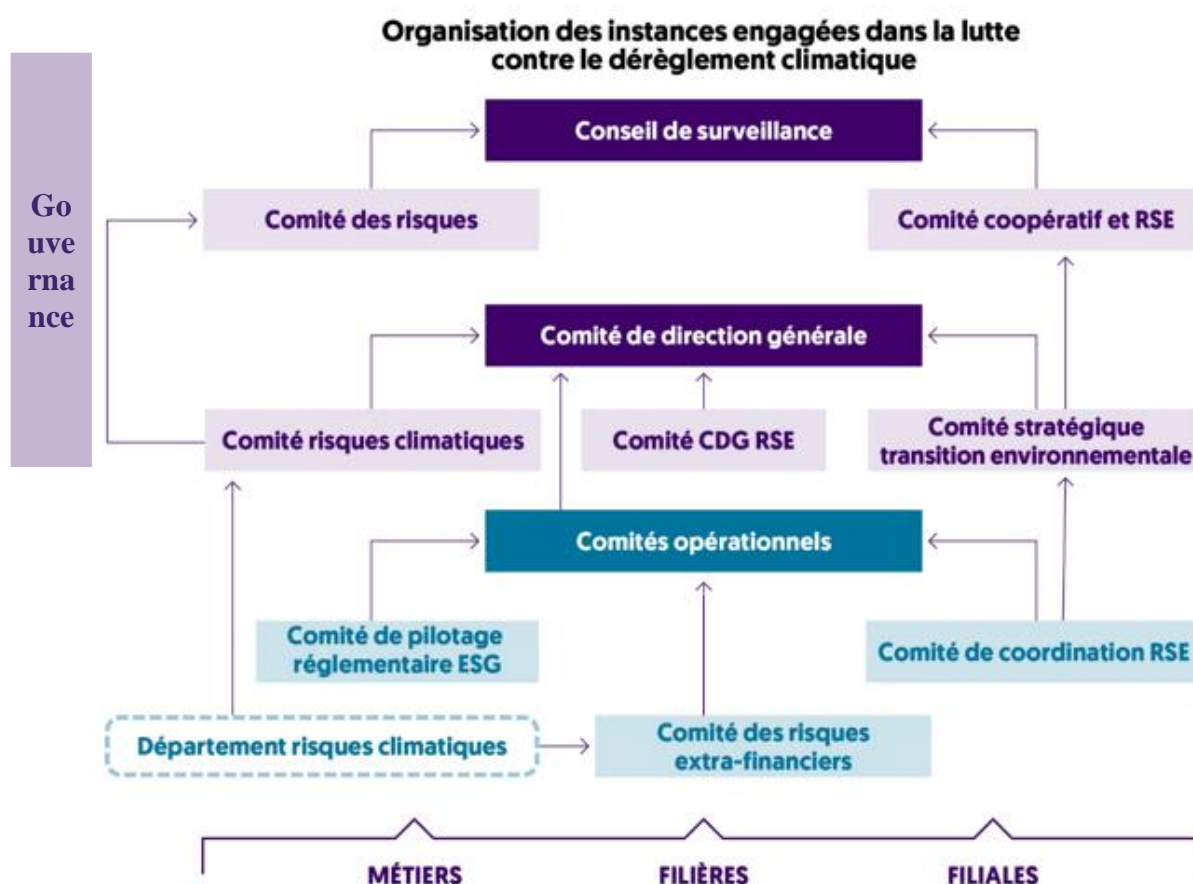 Organisation des instances engagées dans la lutte
contre le dérèglement climatique
Go
uve
rna
nce
Conseil de surveillance
Comité des risques
Comité coopératif et RSE
Comité de direction générale
Comité risques climatiques
Comité CDG RSE
Comité stratégique
transition environnementale
Comités opérationnels
Comité de pilotage
réglementaire ESG
Comité de coordination RSE
Département risques climatiques
Comité des risques
extra-financiers
MÉTIERS
FILIÈRES
FILIALES